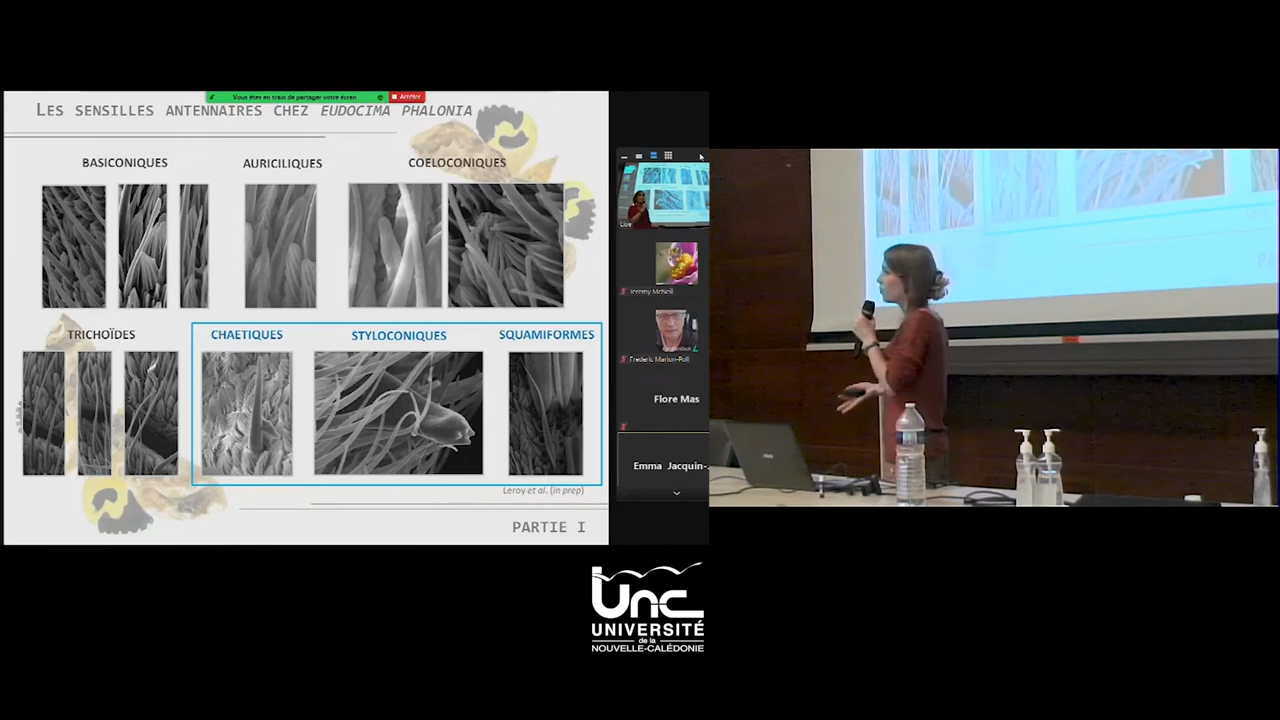 Vous êtes en train de partager votre écran
Arrêter
LES SENSILLES ANTENNAIRES CHEZ EUDOCIMA PHALONIA
BASICONIQUES
AURICILIQUES
COELOCONIQUES
TRICHOÏDES
CHAETIQUES
STYLOCONIQUES
SQUAMIFORMES
Leroy et al. (in prep)
PARTIE I
Lise
Jeremy McNeil
Frederic Marion-Poll
Flore Mas
Emma Jacquin-...
Unc
UNIVERSITÉ
de la
NOUVELLE-CALÉDONIE